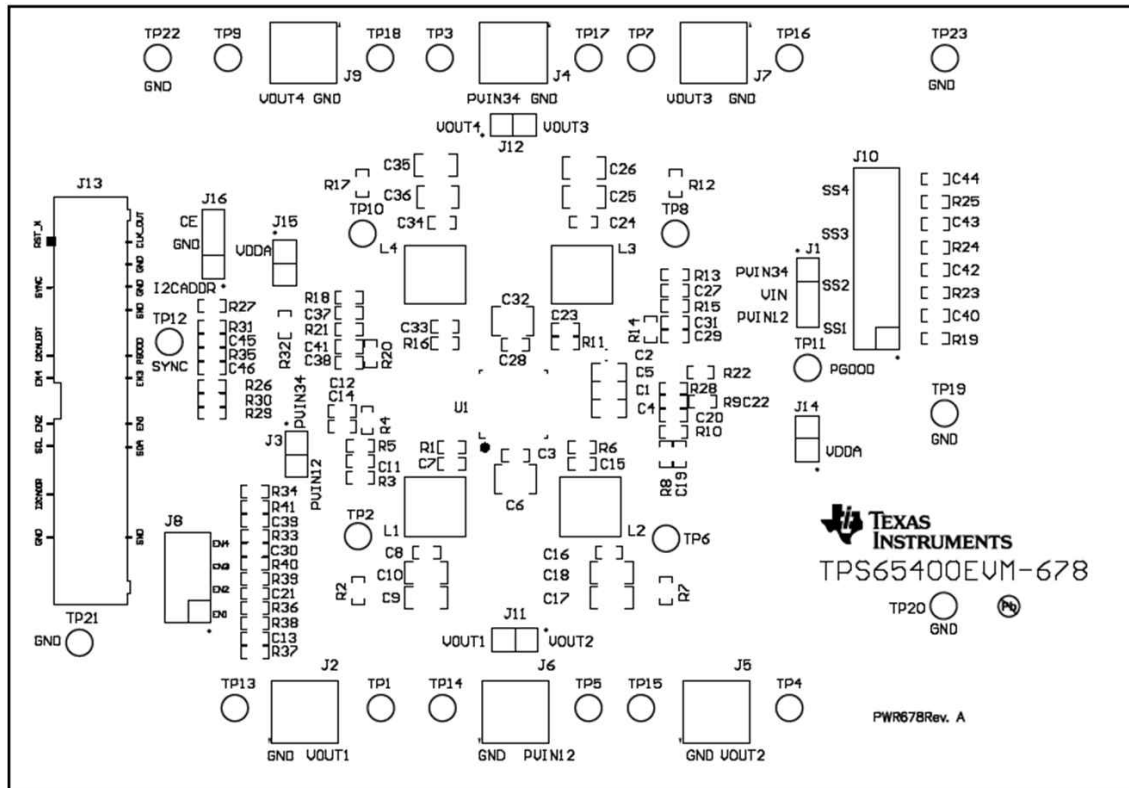 TP22 TP9 TP18 TP3 TP17 TP7 TP16 TP23
J9 J4 J7
GND GND
VOUT4 GND PVIN34 GND VOUT3 GND
VOUT4 VOUT3
J12
J10
J13
C35 C26
R17 R12 C44
J16 C36 C25 SS4 R25
CE J15 TP10 C34 C24 TP8 C43
RST_N CLK_OUT
GND VDDA SS3 R24
L4 L3 J1
GND
SYNC GND I2CADDR R13 PVIN34 C42
R18 C32 C27 VIN SS2 R23
GND R27 C37 C23 R15 PVIN12 C40
TP12 R31 R21 C33 R14 C31 SS1 R19
C45 R32 C41 R20 R16 R11 C29 TP11
I2CALERT PGOOD SYNC R35 C38 C28
C46 C2 R22 PGOOD
EN4 EN3 R26 PVIN34 C12 C5 R28
R30 C14 C1 R9 C22 TP19
R29 R4 U1 C4 C20 J14
EN2 EN1 J3 R10 GND
SCL SDA R5 R1 C3 R6 VDDA
C11 C7 C15
PVIN12 R3 R8 C19
I2CADDR R34 C6
R41
J8 C39 TP2 TEXAS
GND GND R33 L1 L2 TP6 INSTRUMENTS
EN4 C30 C8 C16
EN3 R40 C10 C18 TPS65400EVM-678
R39
EN2 C21 R2 C9 C17 R7
R36 TP20 Pb
TP21 EN1 R38 J11 GND
GND C13 VOUT1 VOUT2
R37
J2 J6 J5
TP13 TP1 TP14 TP5 TP15 TP4
PWR678Rev. A
GND VOUT1 GND PVIN12 GND VOUT2